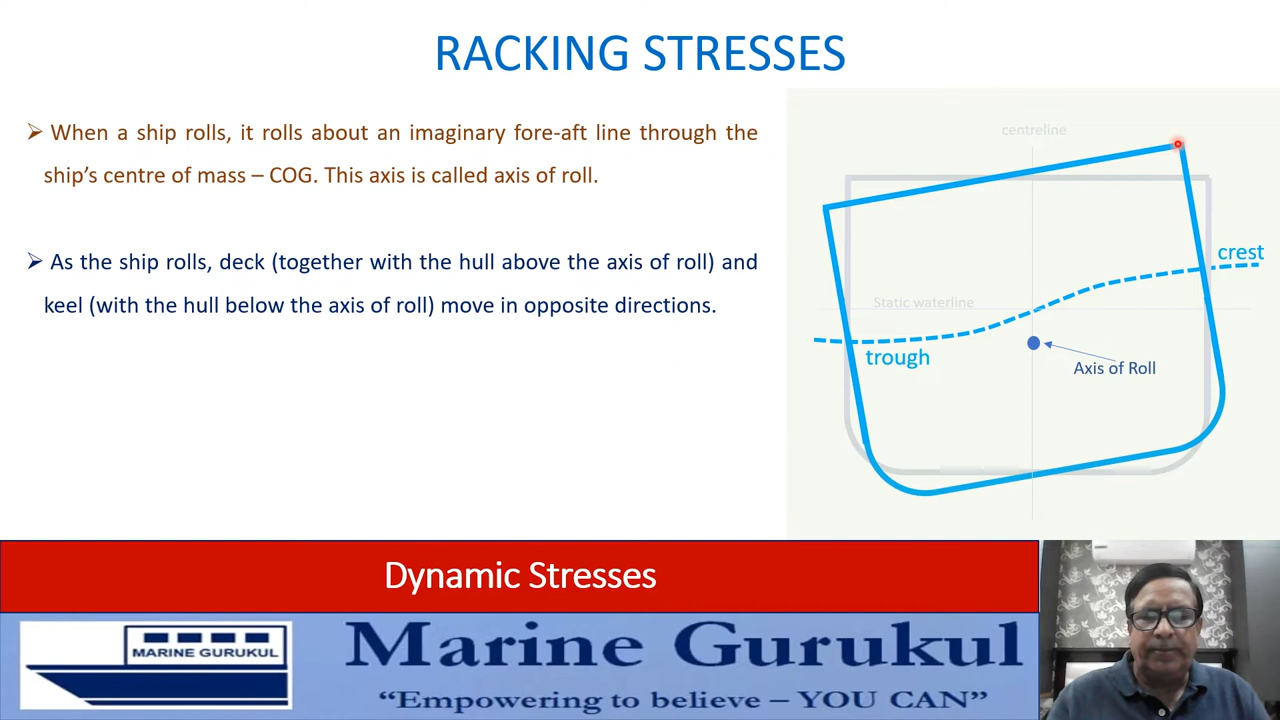 RACKING STRESSES
➢ When a ship rolls, it rolls about an imaginary fore-aft line through the
ship's centre of mass – COG. This axis is called axis of roll.
➢ As the ship rolls, deck (together with the hull above the axis of roll) and
keel (with the hull below the axis of roll) move in opposite directions.
centreline
crest
Static waterline
trough
Axis of Roll
Dynamic Stresses
MARINE GURUKUL
Marine Gurukul
“Empowering to believe – YOU CAN”